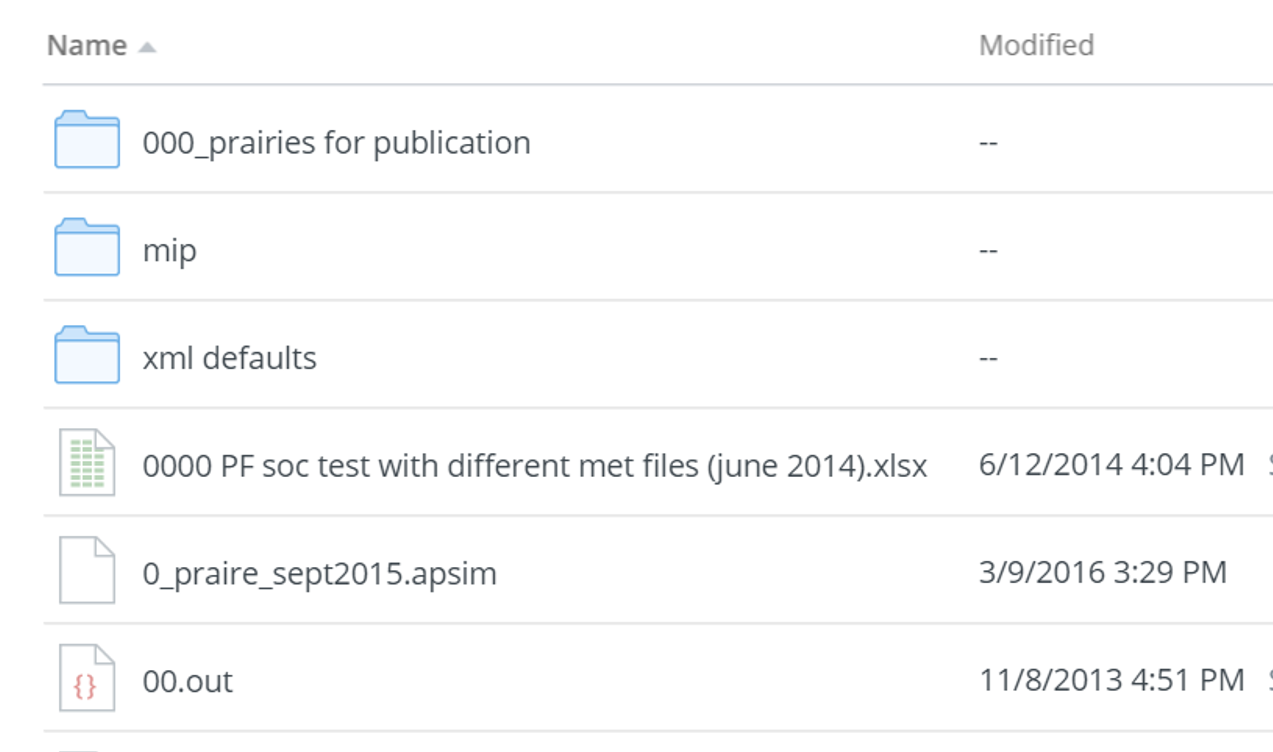 Name Modified
000_prairies for publication --
mip --
xml defaults --
0000 PF soc test with different met files (june 2014).xlsx 6/12/2014 4:04 PM
0_praire_sept2015.apsim 3/9/2016 3:29 PM
{} 00.out 11/8/2013 4:51 PM